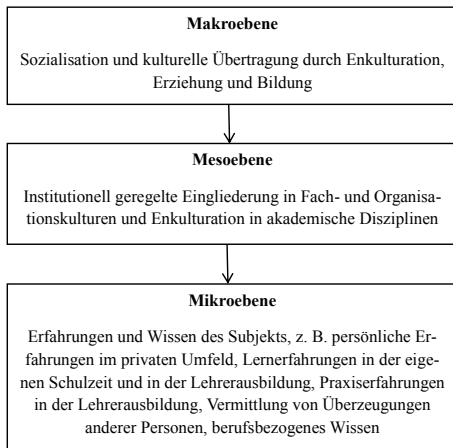 Makroebene
Sozialisation und kulturelle Übertragung durch Enkulturation,
Erziehung und Bildung
Mesoebene
Institutionell geregelte Eingliederung in Fach- und Organisa-
tionskulturen und Enkulturation in akademische Disziplinen
Mikroebene
Erfahrungen und Wissen des Subjekts, z. B. persönliche Er-
fahrungen im privaten Umfeld, Lernerfahrungen in der eige-
nen Schulzeit und in der Lehrerausbildung, Praxiserfahrungen
in der Lehrerausbildung, Vermittlung von Überzeugungen
anderer Personen, berufsbezogenes Wissen